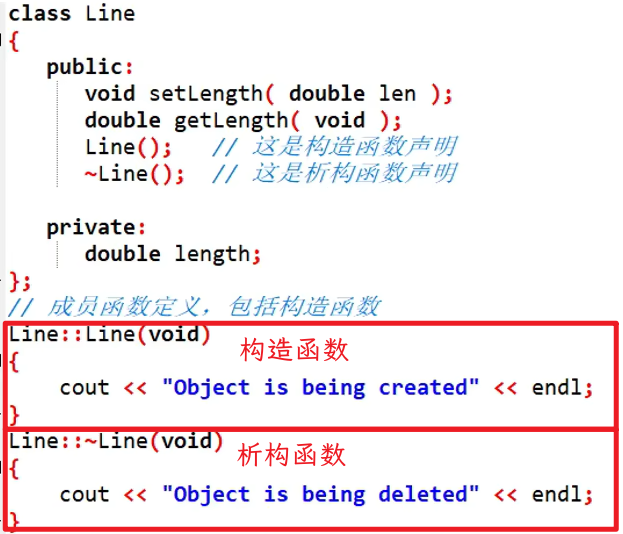 class Line
{
public:
void setLength( double len );
double getLength( void );
Line(); // 这是构造函数声明
~Line(); // 这是析构函数声明
private:
double length;
};
// 成员函数定义，包括构造函数
Line::Line(void)
构造函数
{
cout << "Object is being created" << endl;
}
Line::~Line(void)
析构函数
{
cout << "Object is being deleted" << endl;
}